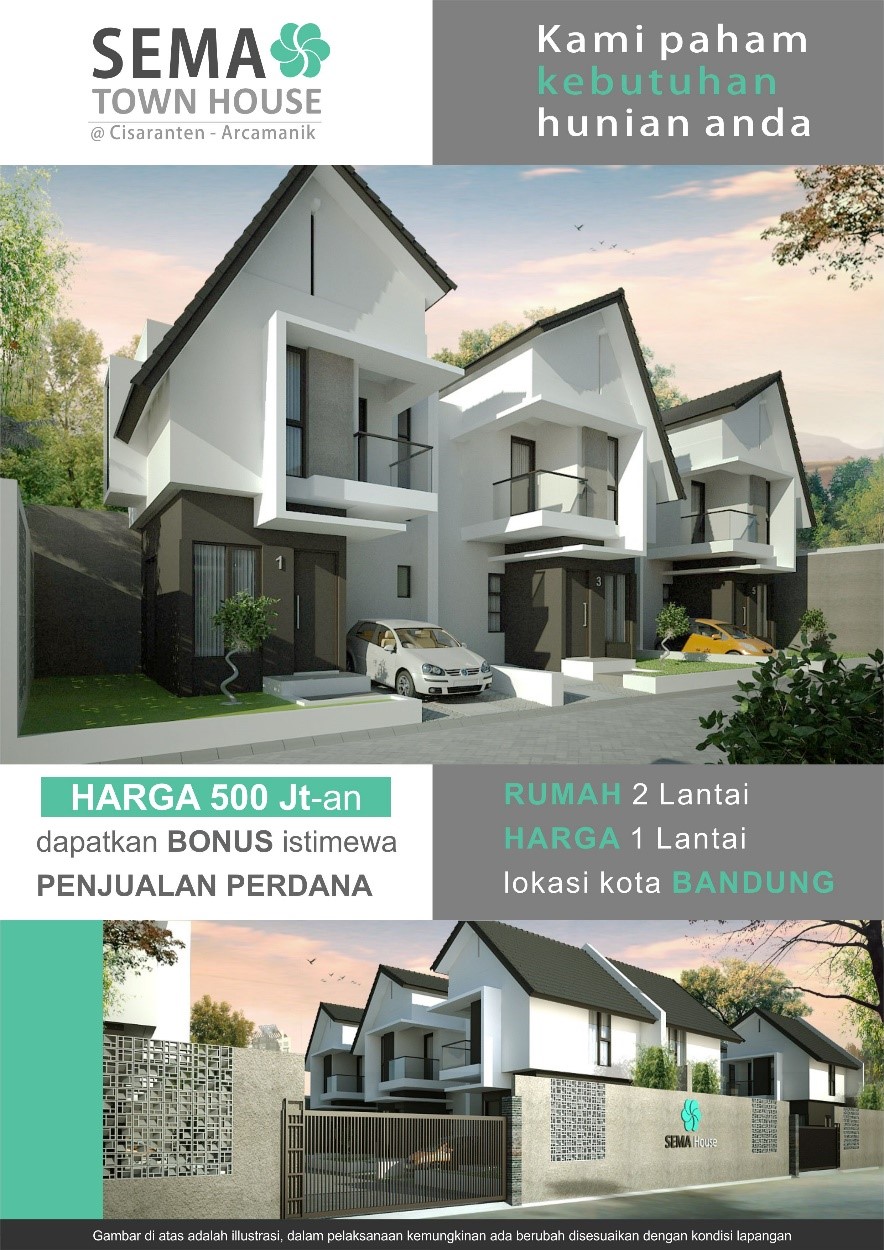 SEMA
TOWN HOUSE
@ Cisaranten - Arcamanik
Kami paham
kebutuhan
hunian anda
1
3
5
HARGA 500 Jt-an
dapatkan BONUS istimewa
PENJUALAN PERDANA
RUMAH 2 Lantai
HARGA 1 Lantai
lokasi kota BANDUNG
SEMA House
Gambar di atas adalah illustrasi, dalam pelaksanaan kemungkinan ada berubah disesuaikan dengan kondisi lapangan